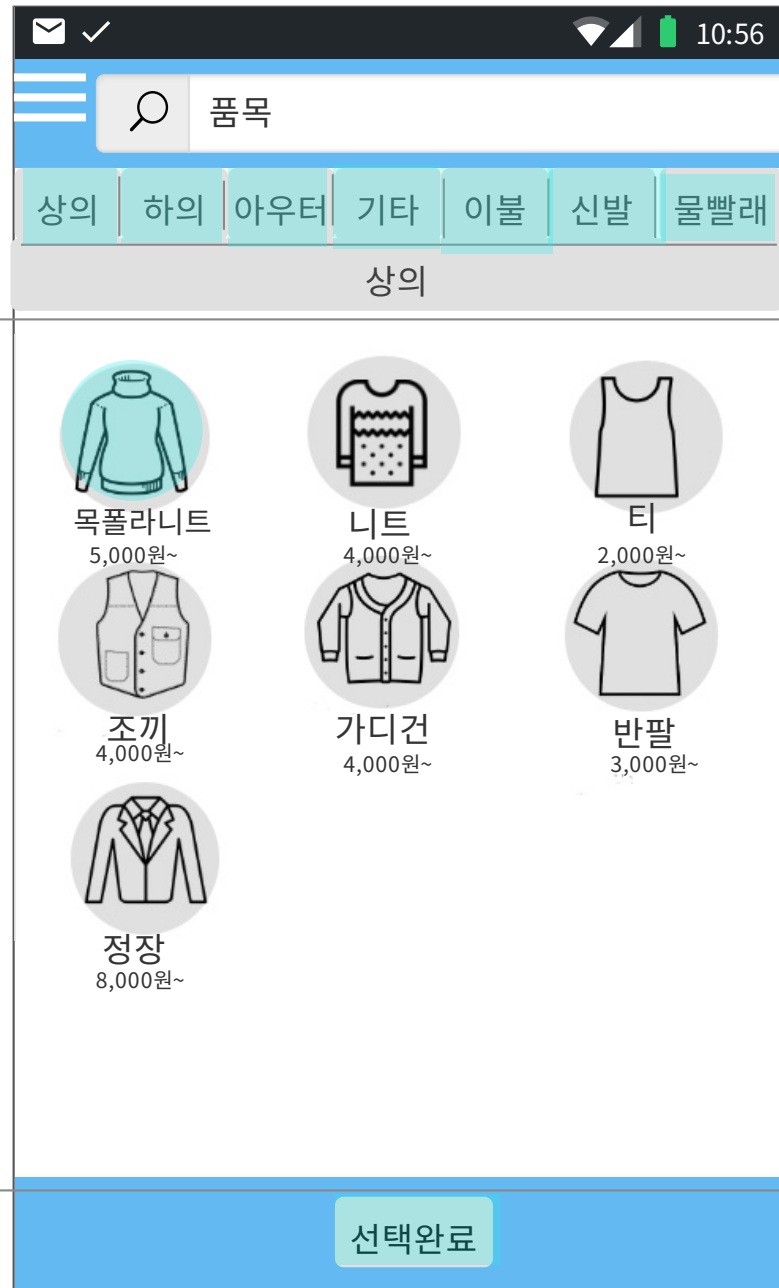 10:56
품목
상의 하의 아우터 기타 이불 신발 물빨래
상의
목폴라니트 니트 티
5,000원~ 4,000원~ 2,000원~
조끼 가디건 반팔
4,000원~ 4,000원~ 3,000원~
정장
8,000원~
선택완료